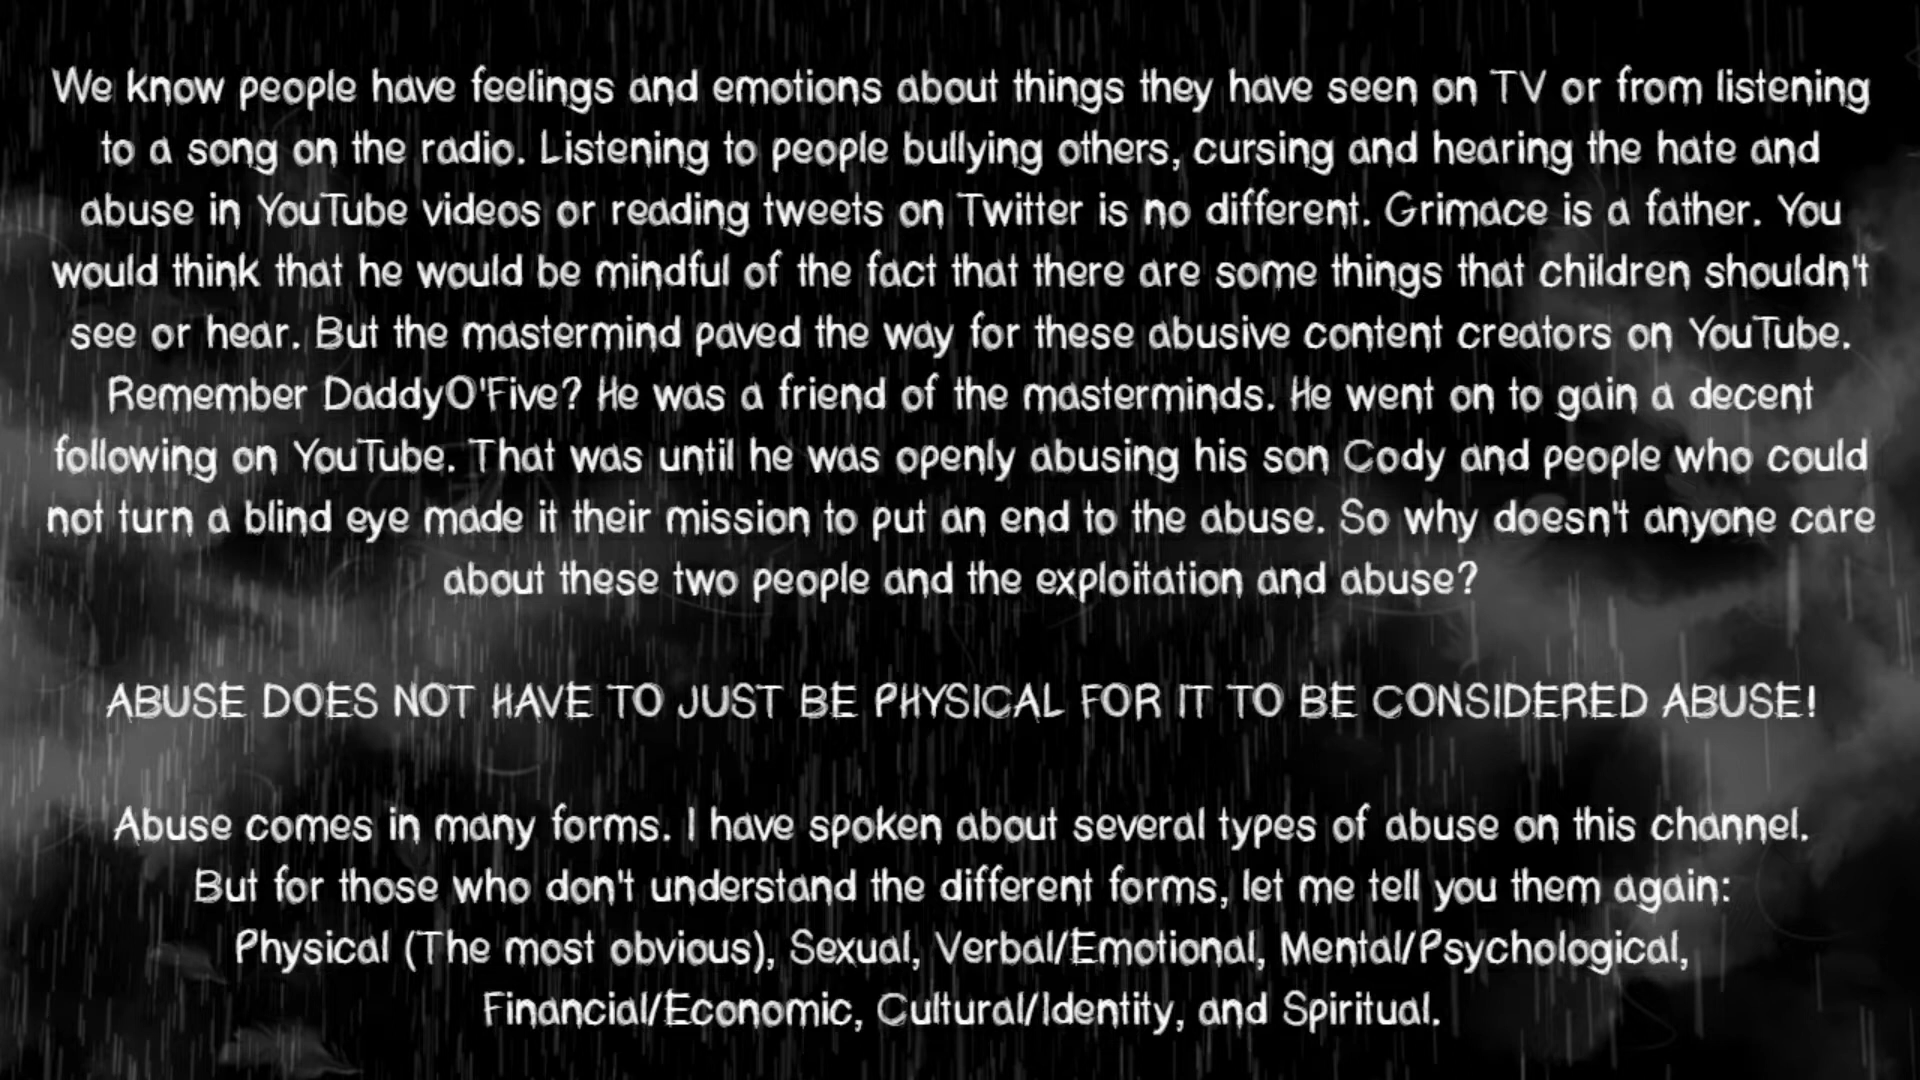 We know people have feelings and emotions about things they have seen on TV or from listening
to a song on the radio. Listening to people bullying others, cursing and hearing the hate and
abuse in YouTube videos or reading tweets on Twitter is no different. Grimace is a father. You
would think that he would be mindful of the fact that there are some things that children shouldn't
see or hear. But the mastermind paved the way for these abusive content creators on YouTube.
Remember DaddyO'Five? He was a friend of the masterminds. He went on to gain a decent
following on YouTube. That was until he was openly abusing his son Cody and people who could
not turn a blind eye made it their mission to put an end to the abuse. So why doesn't anyone care
about these two people and the exploitation and abuse?
ABUSE DOES NOT HAVE TO JUST BE PHYSICAL FOR IT TO BE CONSIDERED ABUSE!
Abuse comes in many forms. I have spoken about several types of abuse on this channel.
But for those who don't understand the different forms, let me tell you them again:
Physical (The most obvious), Sexual, Verbal/Emotional, Mental/Psychological,
Financial/Economic, Cultural/Identity, and Spiritual.